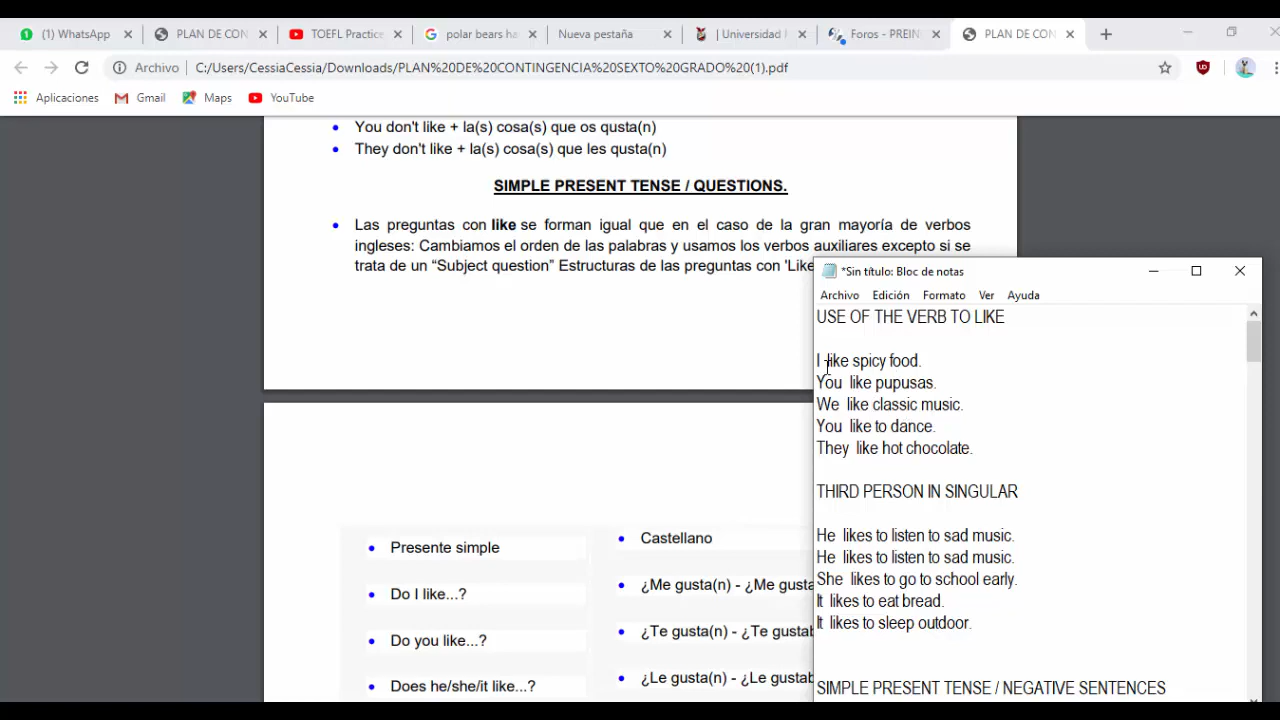 (1) WhatsApp
PLAN DE CON
TOEFL Practice
polar bears ha
Nueva pestaña
| Universidad
Foros - PREIN
PLAN DE CON
Archivo
C:/Users/CessiaCessia/Downloads/PLAN%20DE%20CONTINGENCIA%20SEXTO%20GRADO%20(1).pdf
Aplicaciones
Gmail
Maps
YouTube
You don't like + la(s) cosa(s) que os qusta(n)
They don't like + la(s) cosa(s) que les qusta(n)
SIMPLE PRESENT TENSE / QUESTIONS.
Las preguntas con like se forman igual que en el caso de la gran mayoría de verbos
ingleses: Cambiamos el orden de las palabras y usamos los verbos auxiliares excepto si se
trata de un “Subject question” Estructuras de las preguntas con 'Like
Presente simple
Do I like...?
Do you like...?
Does he/she/it like...?
Castellano
¿Me gusta(n) - ¿Me gusta
¿Te gusta(n) - ¿Te gustab
¿Le gusta(n) - ¿Le gustab
*Sin título: Bloc de notas
Archivo Edición Formato Ver Ayuda
USE OF THE VERB TO LIKE
I like spicy food.
You like pupusas.
We like classic music.
You like to dance.
They like hot chocolate.
THIRD PERSON IN SINGULAR
He likes to listen to sad music.
He likes to listen to sad music.
She likes to go to school early.
It likes to eat bread.
It likes to sleep outdoor.
SIMPLE PRESENT TENSE / NEGATIVE SENTENCES